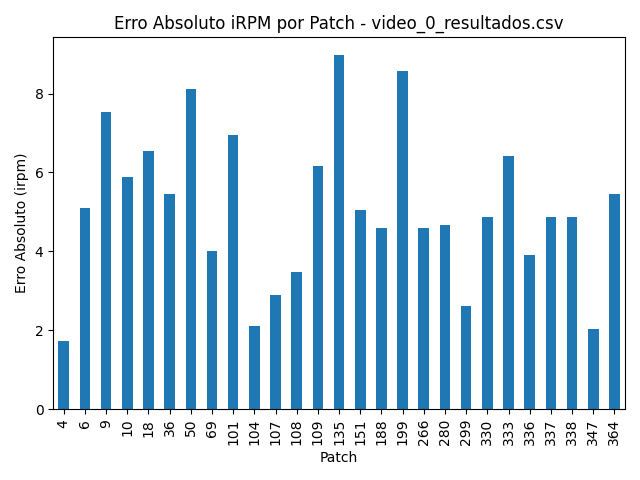 Erro Absoluto iRPM por Patch - video_0_resultados.csv
Erro Absoluto (irpm)
8
6
4
2
0
4 6 9 10 18 36 50 69 101 104 107 108 109 135 151 188 199 266 280 299 330 333 336 337 338 347 364
Patch